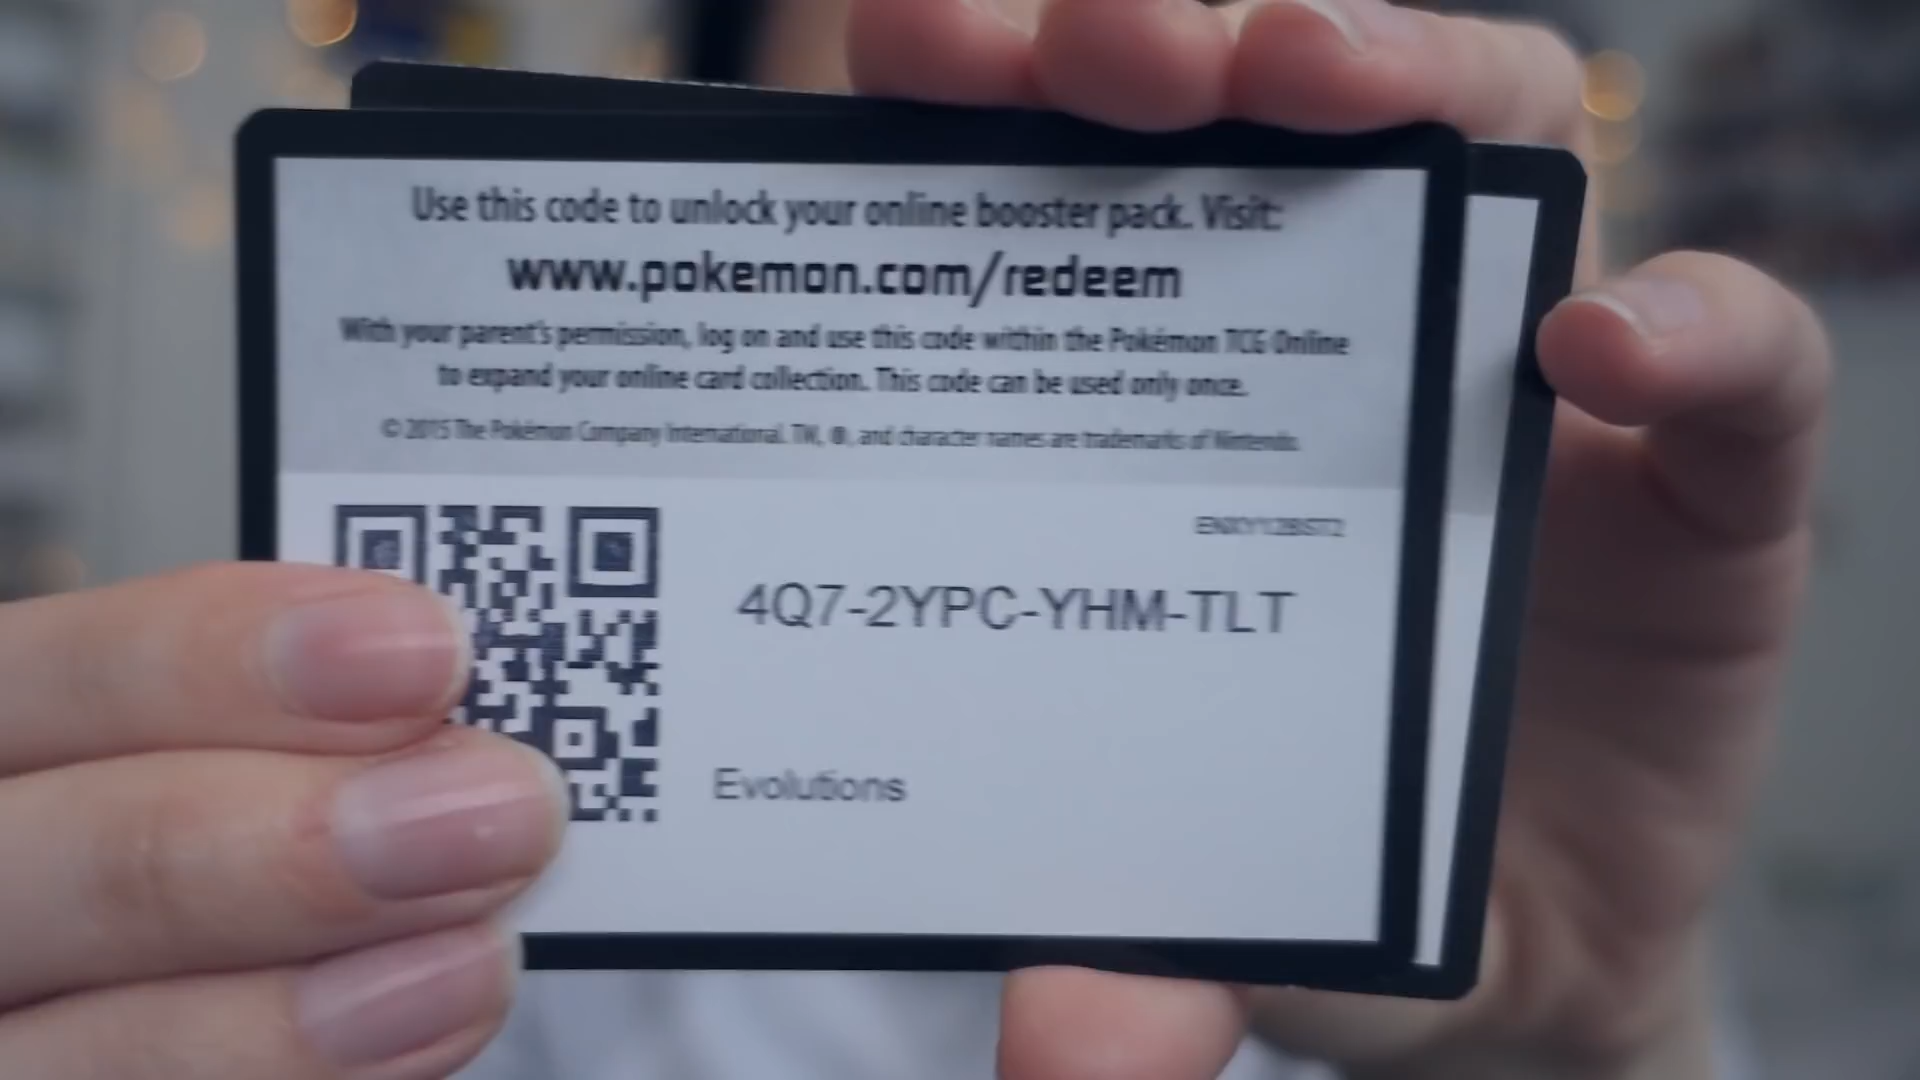 Use this code to unlock your online booster pack. Visit:
www.pokemon.com/redeem
With your parent's permission, log on and use this code within the Pokémon TCG Online
to expand your online card collection. This code can be used only once.
© 2015 The Pokémon Company International. TM, ®, and character names are trademarks of Nintendo.
4Q7-2YPC-YHM-TLT
Evolutions